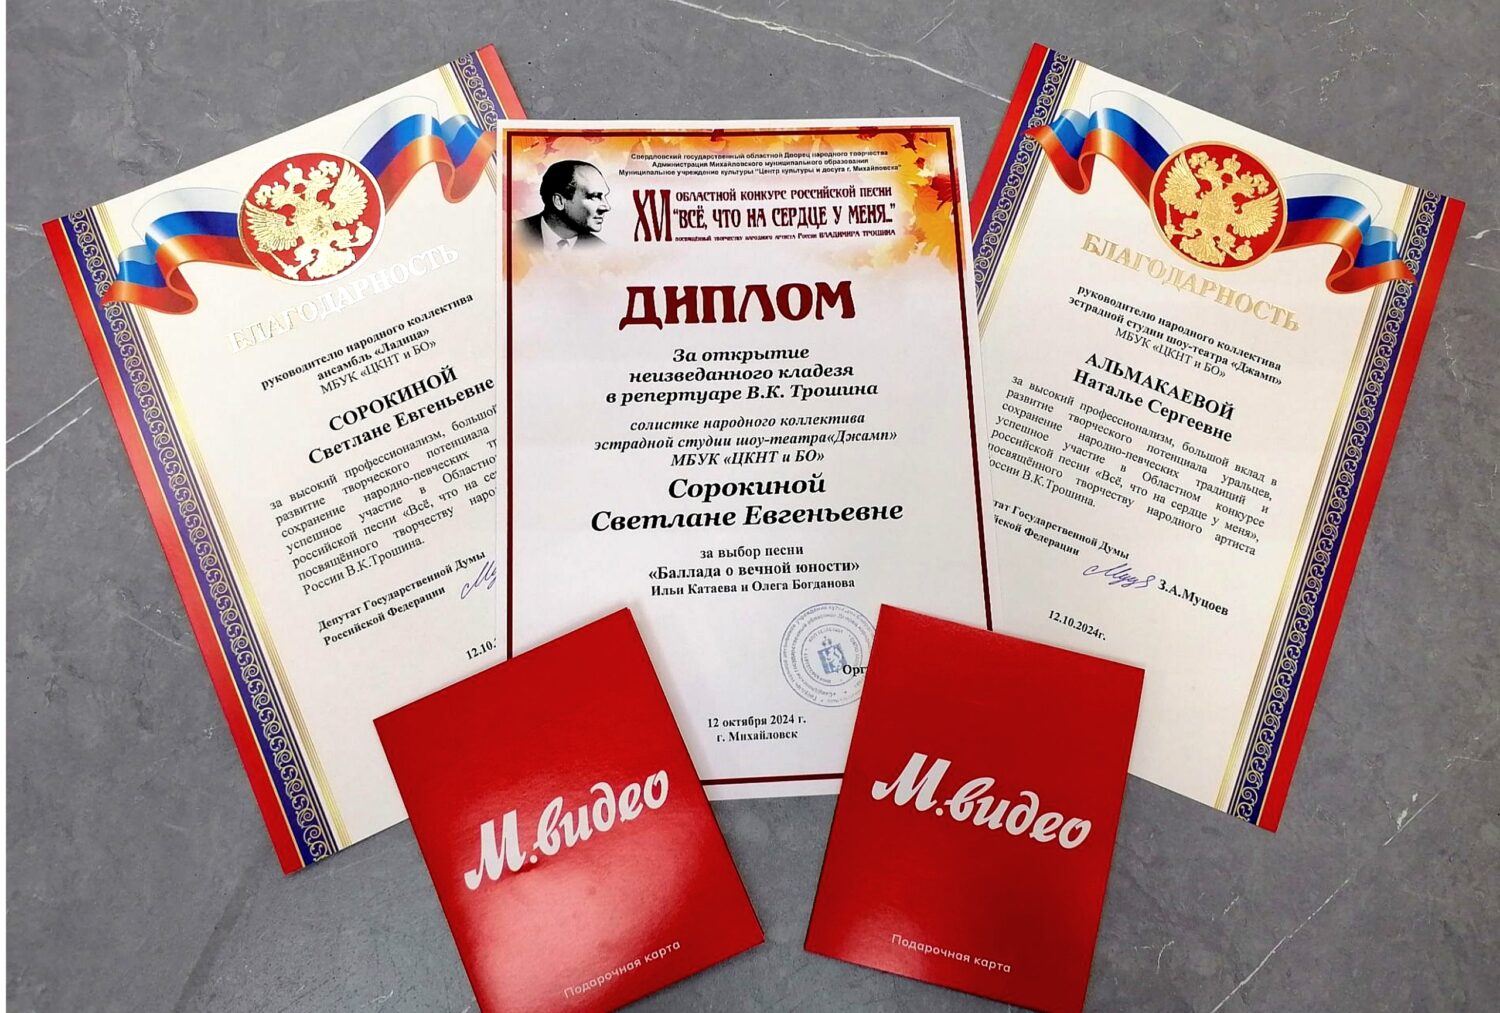 БЛАГОДАРНОСТЬ
руководителю народного коллектива
ансамбль «Ладица»
МБУК «ЦКНТ и БО»
СОРОКИНОЙ
Светлане Евгеньевне
за высокий профессионализм, большой
развитие творческого потенциала
сохранение народно-певческих
успешное участие в Областно
российской песни «Всё, что на се
посвящённого творчеству наро
России В.К.Трошина.
Депутат Государственной Думы
Российской Федерации
12.10.
Свердловский государственный областной Дворец народного творчества
Администрация Михайловского муниципального образования
Муниципальное учреждение культуры "Центр культуры и досуга г. Михайловска"
XVI ОБЛАСТНОЙ КОНКУРС РОССИЙСКОЙ ПЕСНИ
"ВСЁ, ЧТО НА СЕРДЦЕ У МЕНЯ.."
ПОСВЯЩЁННЫЙ ТВОРЧЕСТВУ НАРОДНОГО АРТИСТА РОССИИ ВЛАДИМИРА ТРОШИНА
ДИПЛОМ
За открытие
неизведанного кладезя
в репертуаре В.К. Трошина
солистке народного коллектива
эстрадной студии шоу-театра«Джамп»
МБУК «ЦКНТ и БО»
Сорокиной
Светлане Евгеньевне
за выбор песни
«Баллада о вечной юности»
Ильи Катаева и Олега Богданова
Орг
12 октября 2024 г.
г. Михайловск
БЛАГОДАРНОСТЬ
руководителю народного коллектива
эстрадной студии шоу-театра «Джамп»
МБУК «ЦКНТ и БО»
АЛЬМАКАЕВОЙ
Наталье Сергеевне
за высокий профессионализм, большой вклад в
развитие творческого потенциала уральцев,
сохранение народно-певческих традиций и
успешное участие в Областном конкурсе
российской песни «Всё, что на сердце у меня»,
посвящённого творчеству народного артиста
России В.К.Трошина.
тат Государственной Думы
йской Федерации
З.А.Муцоев
12.10.2024г.
М.видео
Подарочная карта
М.видео
Подарочная карта